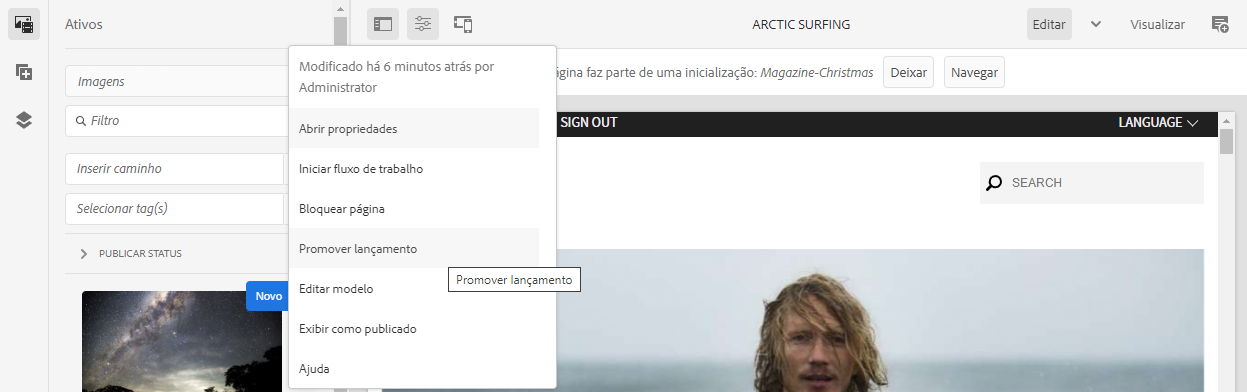 Ativos
ARCTIC SURFING
Editar
Visualizar
Imagens
Filtro
Inserir caminho
Selecionar tag(s)
PUBLICAR STATUS
Novo
Modificado há 6 minutos atrás por
Administrator
Abrir propriedades
Iniciar fluxo de trabalho
Bloquear página
Promover lançamento
Editar modelo
Exibir como publicado
Ajuda
Promover lançamento
ágina faz parte de uma inicialização: Magazine-Christmas
Deixar
Navegar
SIGN OUT
LANGUAGE
SEARCH